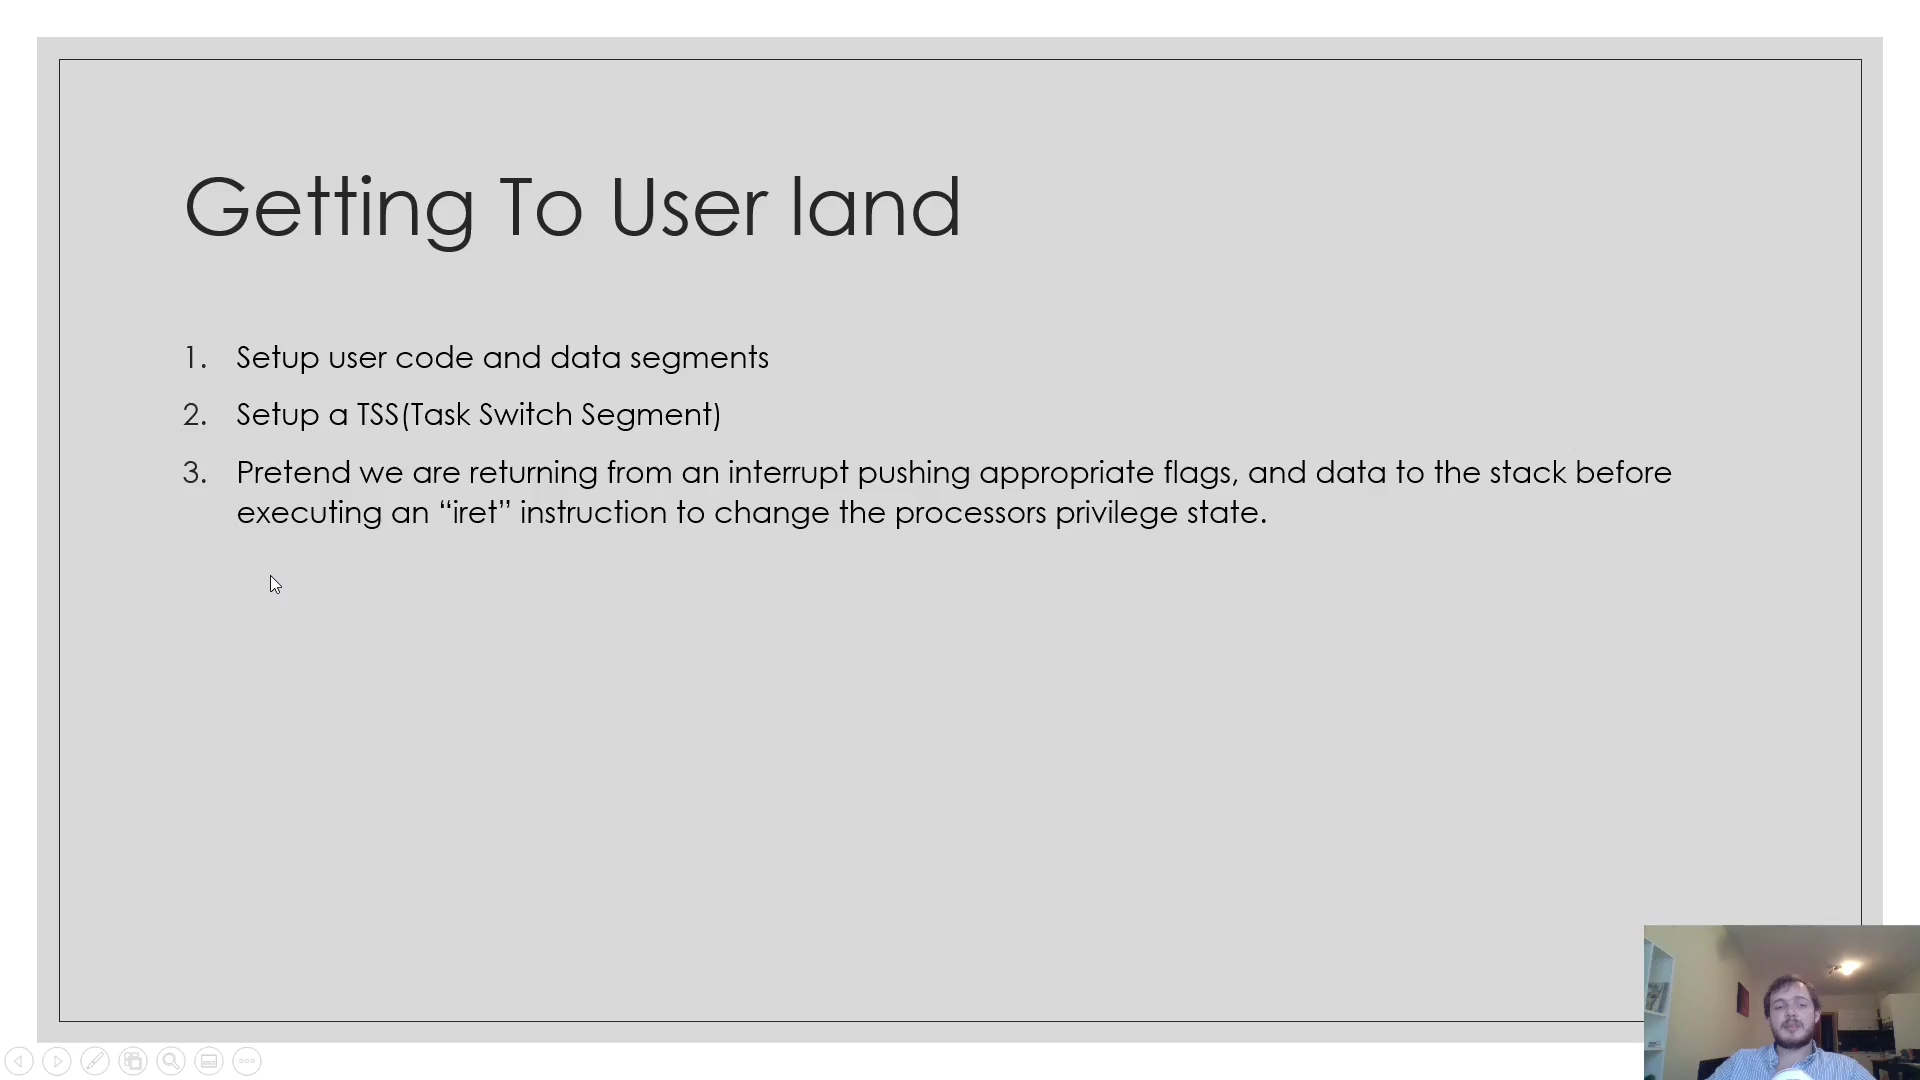 Getting To User land
1. Setup user code and data segments
2. Setup a TSS(Task Switch Segment)
3. Pretend we are returning from an interrupt pushing appropriate flags, and data to the stack before
executing an “iret” instruction to change the processors privilege state.